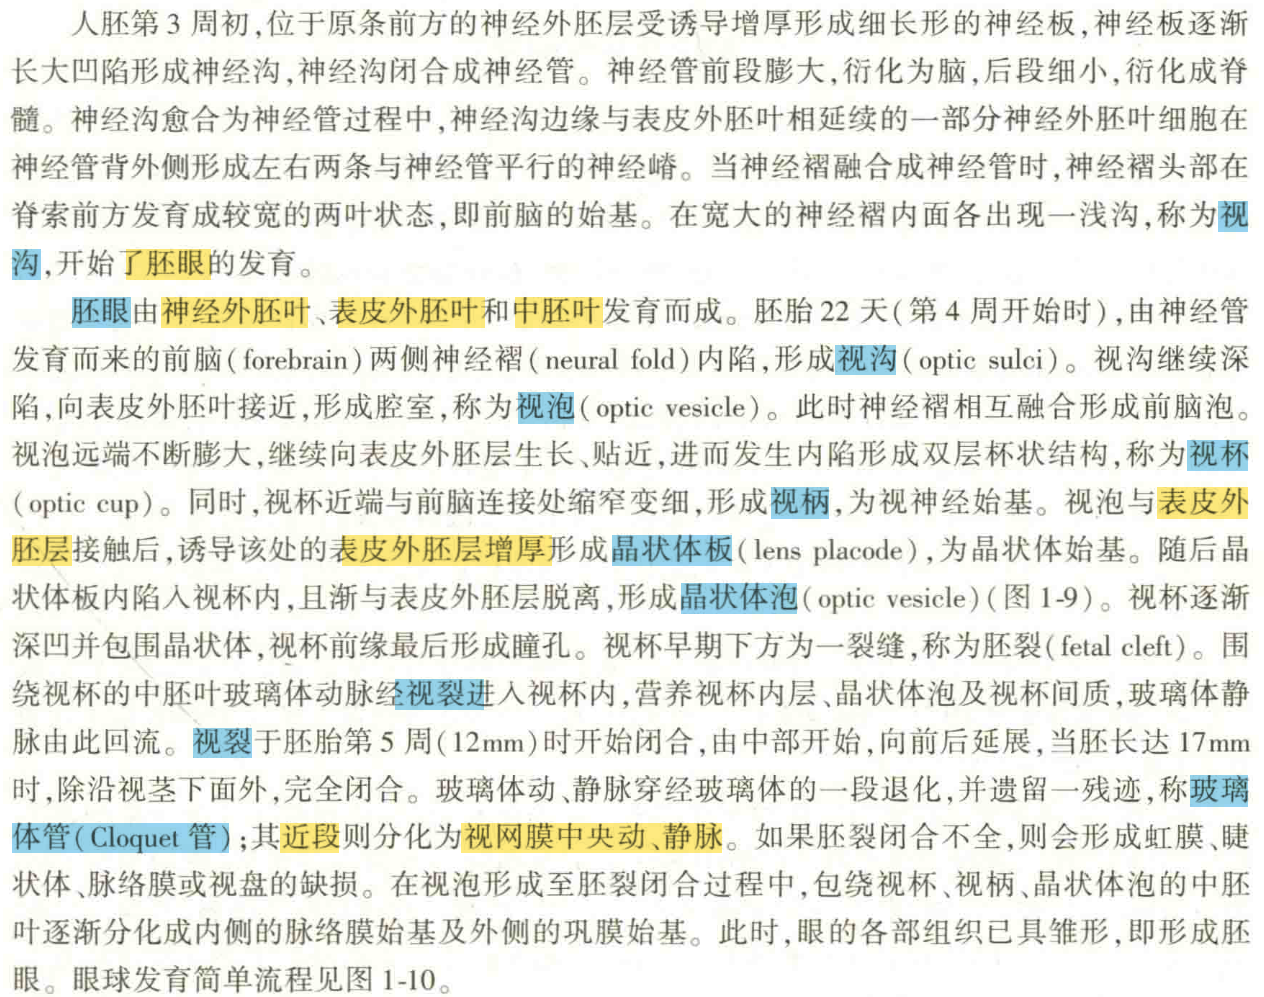 人胚第3周初,位于原条前方的神经外胚层受诱导增厚形成细长形的神经板,神经板逐渐
长大凹陷形成神经沟,神经沟闭合成神经管。神经管前段膨大,衍化为脑,后段细小,衍化成脊
髓。神经沟愈合为神经管过程中,神经沟边缘与表皮外胚叶相延续的一部分神经外胚叶细胞在
神经管背外侧形成左右两条与神经管平行的神经嵴。当神经褶融合成神经管时,神经褶头部在
脊索前方发育成较宽的两叶状态,即前脑的始基。在宽大的神经褶内面各出现一浅沟,称为视
沟,开始了胚眼的发育。
胚眼由神经外胚叶、表皮外胚叶和中胚叶发育而成。胚胎22天(第4周开始时),由神经管
发育而来的前脑(forebrain)两侧神经褶(neural fold)内陷,形成视沟(optic sulci)。视沟继续深
陷,向表皮外胚叶接近,形成腔室,称为视泡(optic vesicle)。此时神经褶相互融合形成前脑泡。
视泡远端不断膨大,继续向表皮外胚层生长、贴近,进而发生内陷形成双层杯状结构,称为视杯
(optic cup)。同时,视杯近端与前脑连接处缩窄变细,形成视柄,为视神经始基。视泡与表皮外
胚层接触后,诱导该处的表皮外胚层增厚形成晶状体板(lens placode),为晶状体始基。随后晶
状体板内陷入视杯内,且渐与表皮外胚层脱离,形成晶状体泡(optic vesicle)(图1-9)。视杯逐渐
深凹并包围晶状体,视杯前缘最后形成瞳孔。视杯早期下方为一裂缝,称为胚裂(fetal cleft)。围
绕视杯的中胚叶玻璃体动脉经视裂进入视杯内,营养视杯内层、晶状体泡及视杯间质,玻璃体静
脉由此回流。视裂于胚胎第5周(12mm)时开始闭合,由中部开始,向前后延展,当胚长达17mm
时,除沿视茎下面外,完全闭合。玻璃体动、静脉穿经玻璃体的一段退化,并遗留一残迹,称玻璃
体管(Cloquet管);其近段则分化为视网膜中央动、静脉。如果胚裂闭合不全,则会形成虹膜、睫
状体、脉络膜或视盘的缺损。在视泡形成至胚裂闭合过程中,包绕视杯、视柄、晶状体泡的中胚
叶逐渐分化成内侧的脉络膜始基及外侧的巩膜始基。此时,眼的各部组织已具雏形,即形成胚
眼。眼球发育简单流程见图1-10。